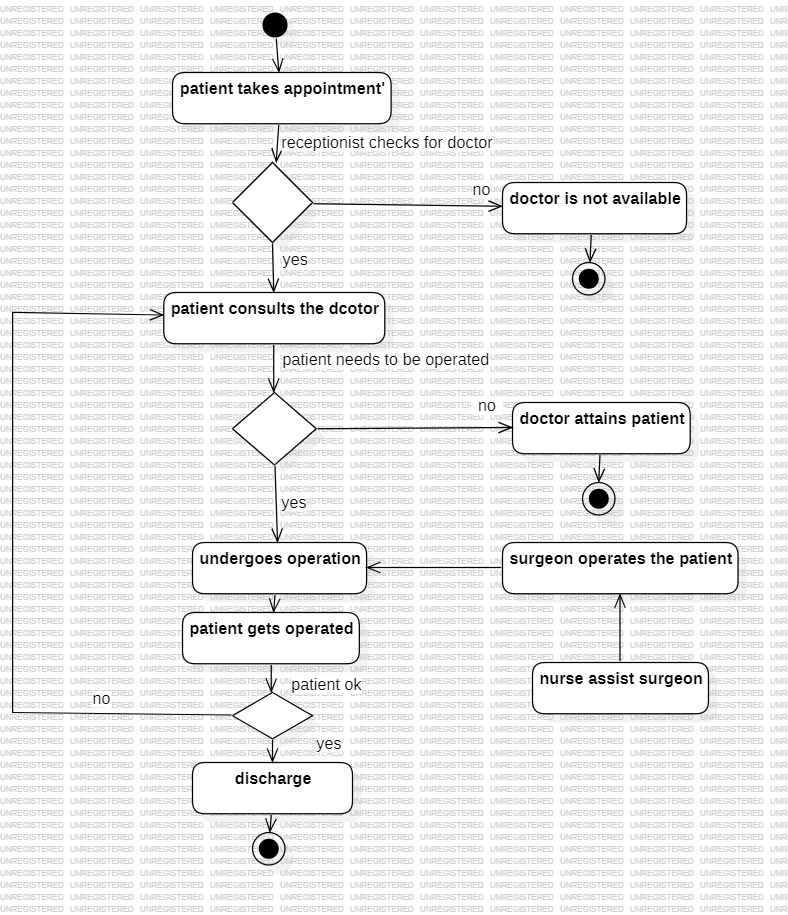 patient takes appointment'
receptionist checks for doctor
no
doctor is not available
yes
patient consults the dcotor
patient needs to be operated
no
doctor attains patient
yes
undergoes operation
surgeon operates the patient
patient gets operated
nurse assist surgeon
patient ok
no
yes
discharge
UNREGISTERED